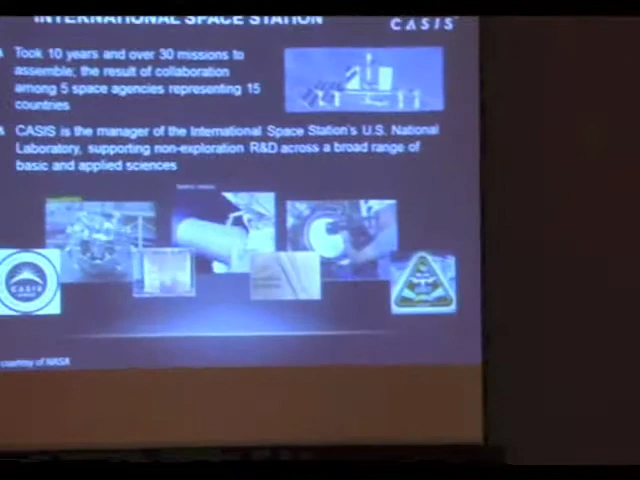 INTERNATIONAL SPACE STATION
CASIS
Took 10 years and over 30 missions to
assemble; the result of collaboration
among 5 space agencies representing 15
countries
CASIS is the manager of the International Space Station's U.S. National
Laboratory, supporting non-exploration R&D across a broad range of
basic and applied sciences
CASIS
courtesy of NASA